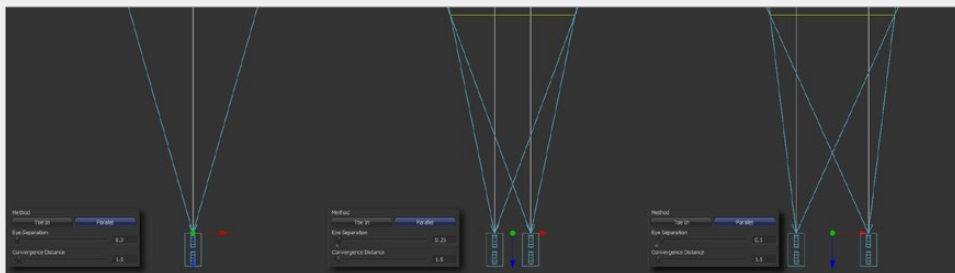 Method
Toe In Parallel
Eye Separation
0.0
Convergence Distance
1.5
Method
Toe In Parallel
Eye Separation
0.25
Convergence Distance
1.5
Method
Toe In Parallel
Eye Separation
0.5
Convergence Distance
1.5